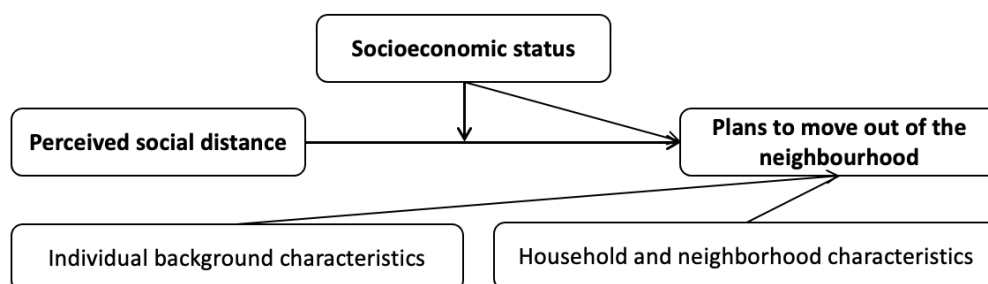 Socioeconomic status
Perceived social distance
Plans to move out of the
neighbourhood
Individual background characteristics
Household and neighborhood characteristics